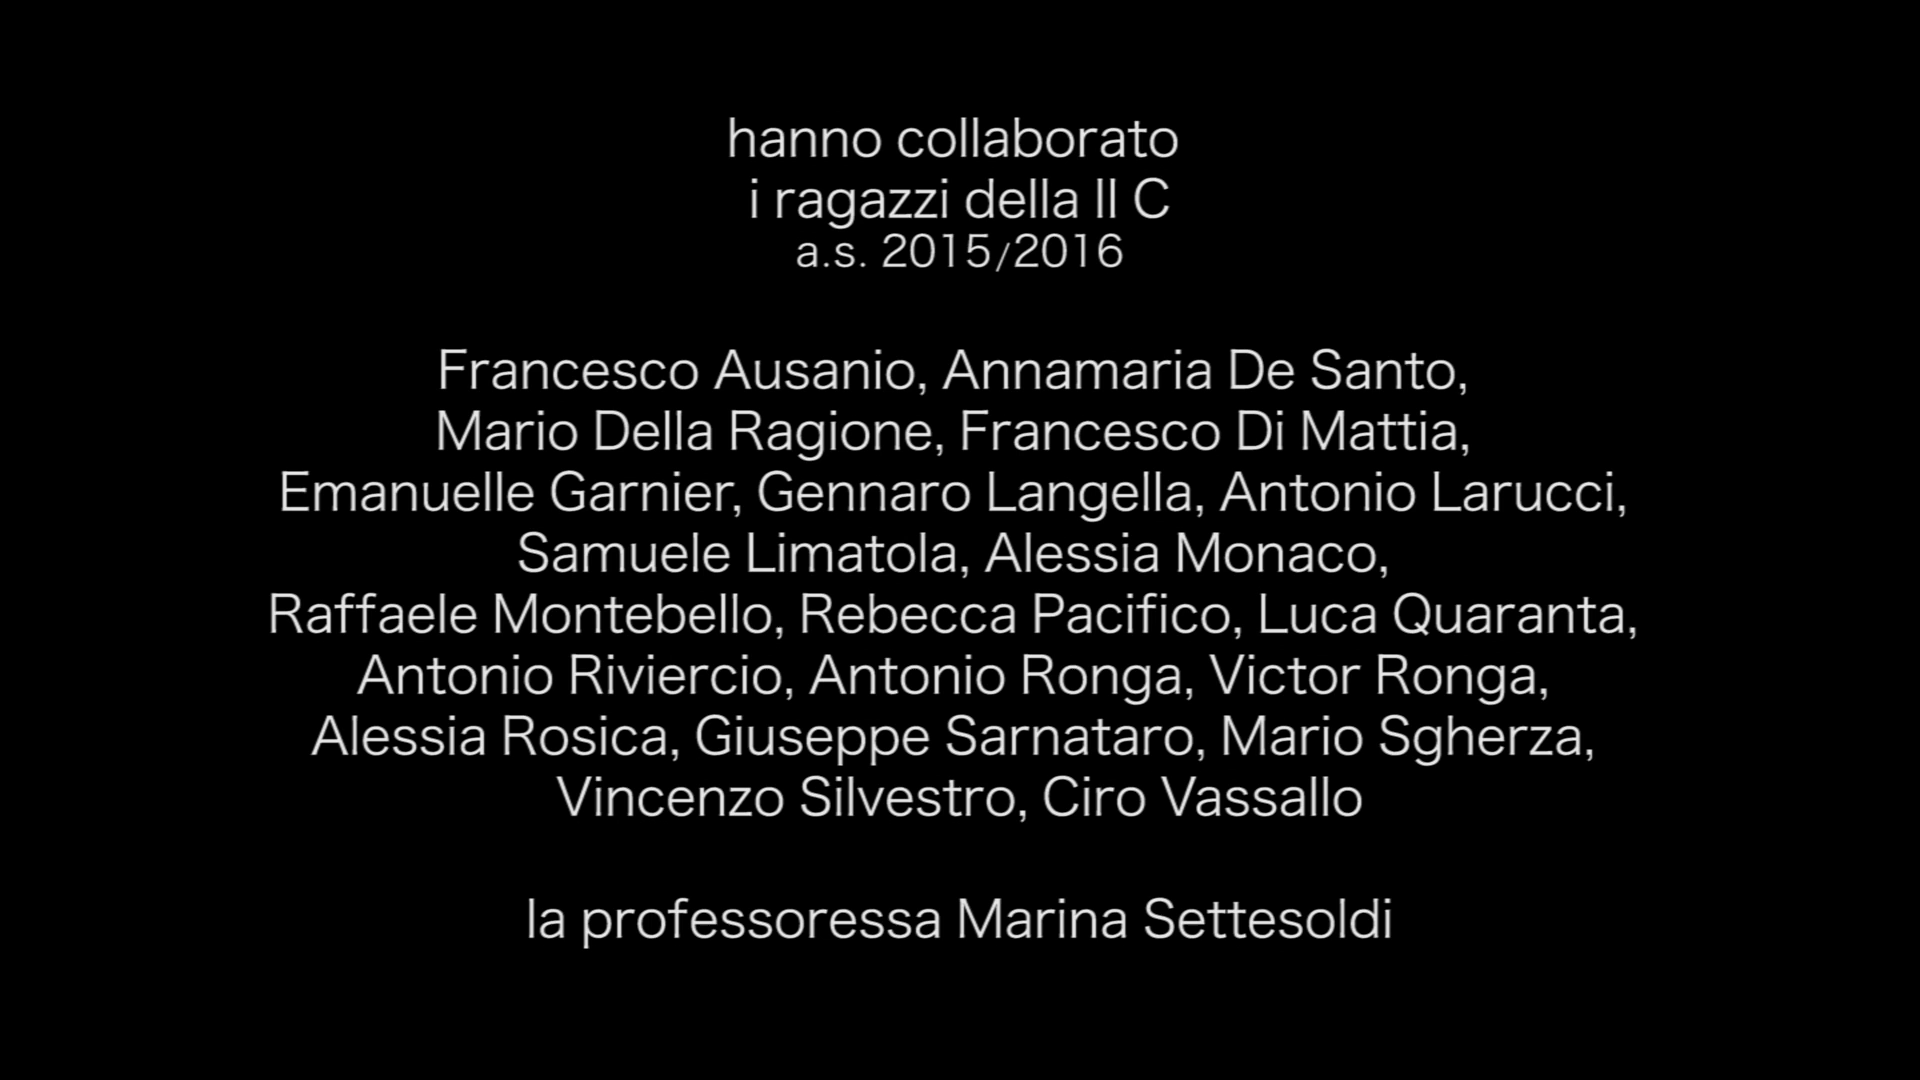 hanno collaborato
i ragazzi della II C
a.s. 2015/2016
Francesco Ausanio, Annamaria De Santo,
Mario Della Ragione, Francesco Di Mattia,
Emanuelle Garnier, Gennaro Langella, Antonio Larucci,
Samuele Limatola, Alessia Monaco,
Raffaele Montebello, Rebecca Pacifico, Luca Quaranta,
Antonio Riviercio, Antonio Ronga, Victor Ronga,
Alessia Rosica, Giuseppe Sarnataro, Mario Sgherza,
Vincenzo Silvestro, Ciro Vassallo
la professoressa Marina Settesoldi